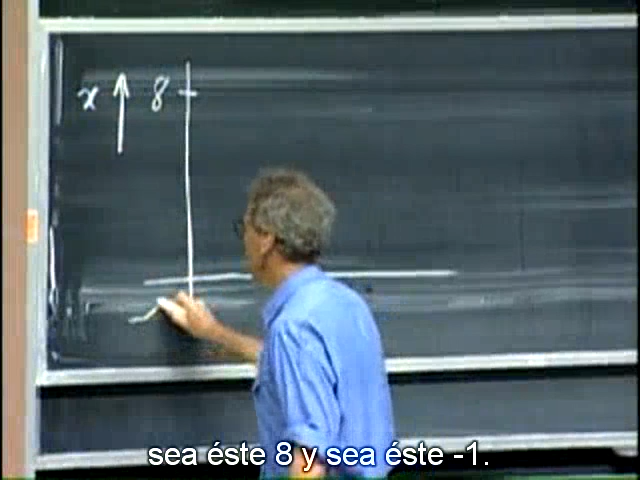 x ↑ 8
sea éste 8 y sea éste -1.